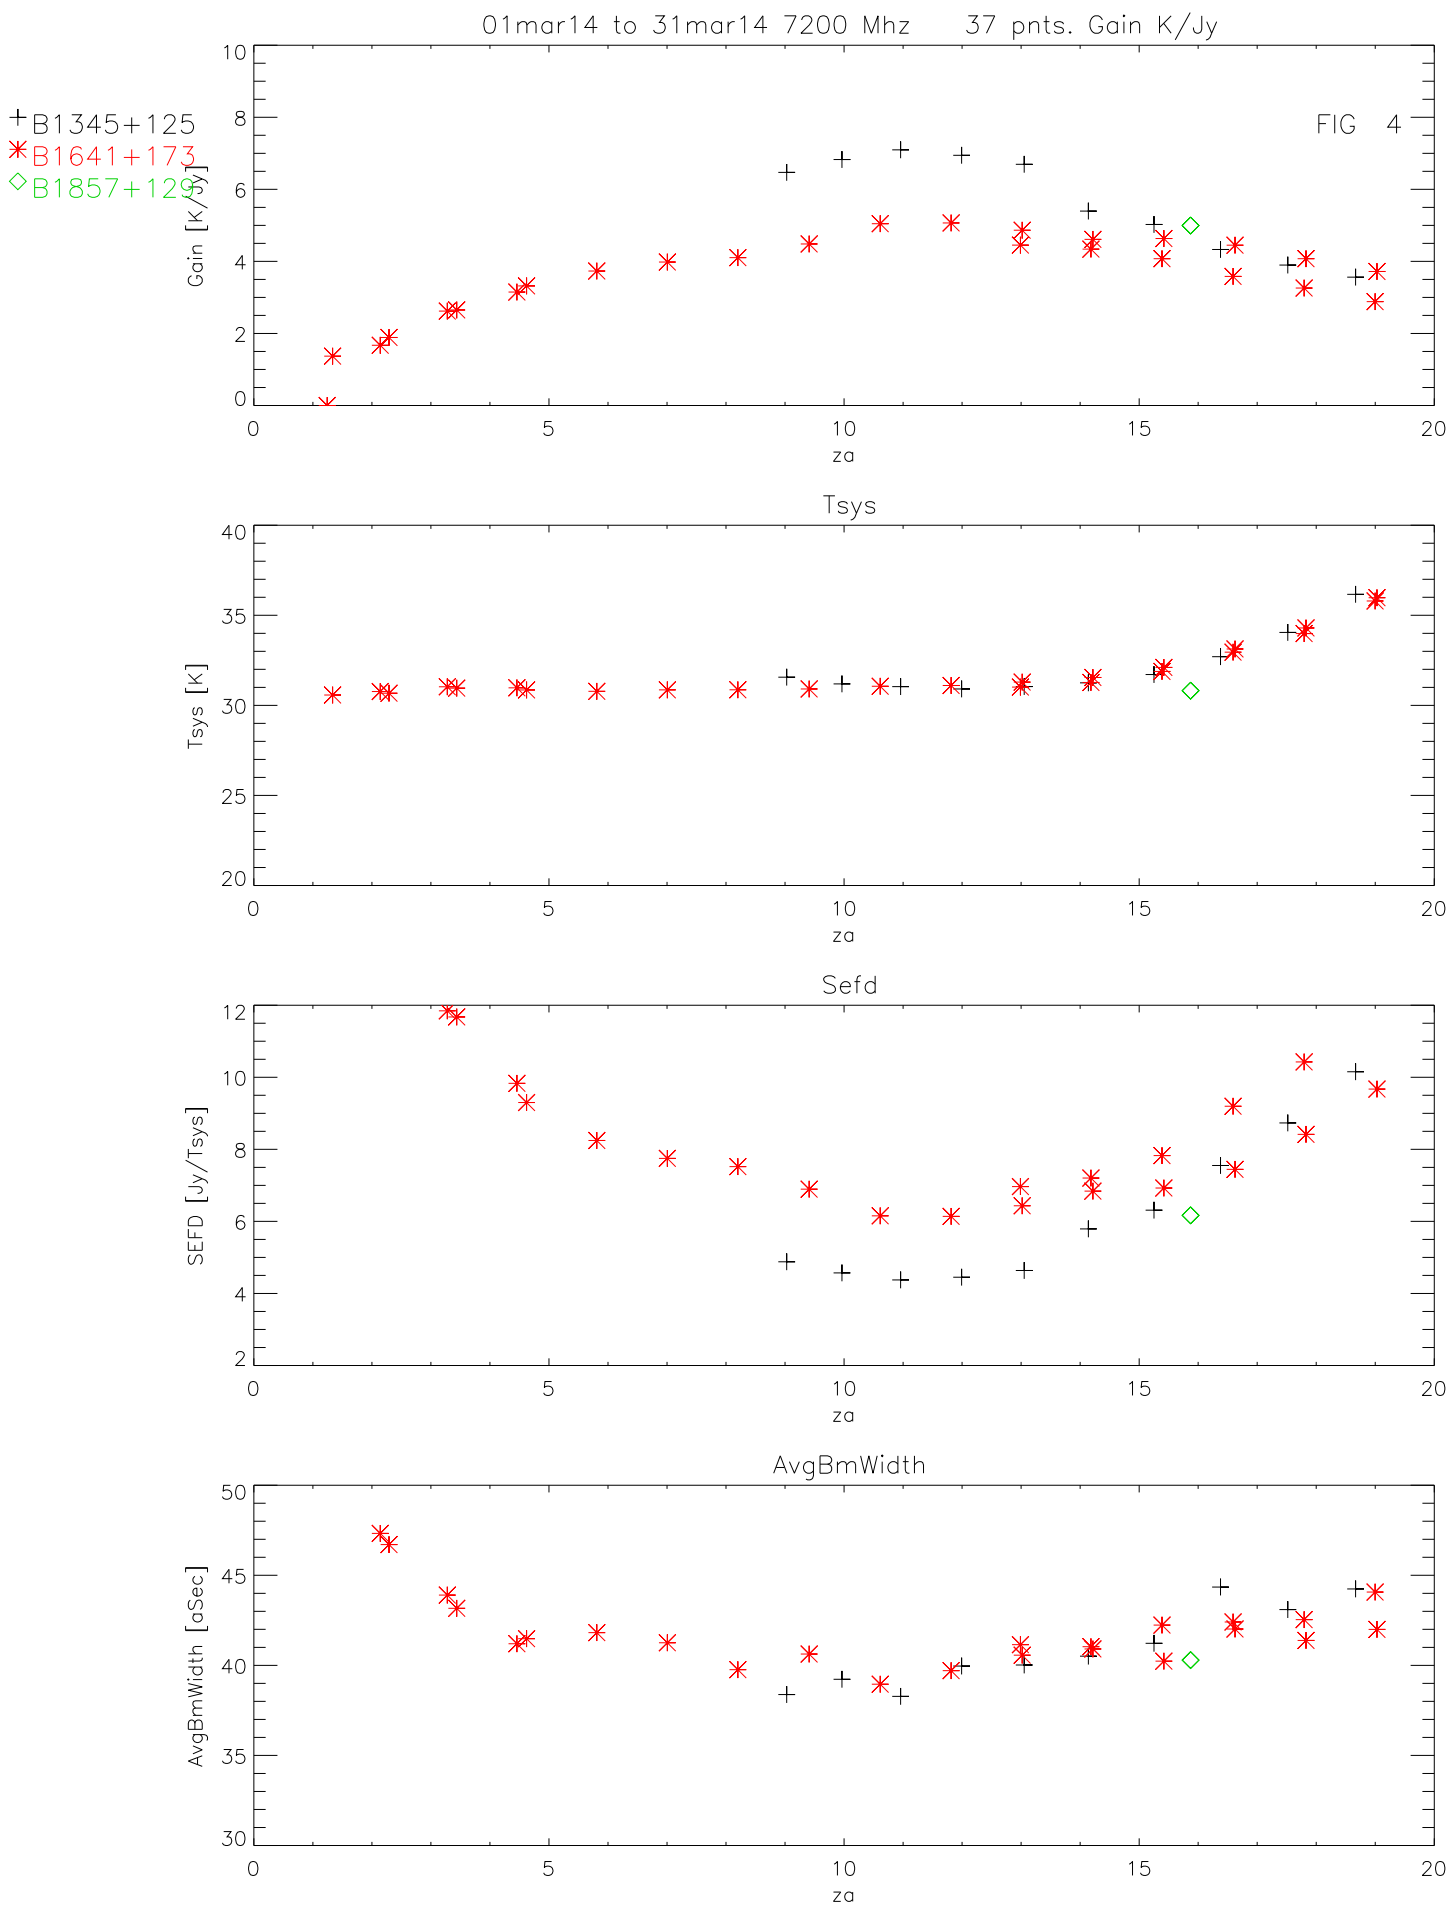 01mar14 to 31mar14 7200 Mhz 37 pnts. Gain K/Jy
B1345+125
B1641+173
B1857+129
FIG 4
Gain [K/Jy]
10
8
6
4
2
0
0 5 10 15 20
za
Tsys
Tsys [K]
40
35
30
25
20
0 5 10 15 20
za
Sefd
SEFD [Jy/Tsys]
12
10
8
6
4
2
0 5 10 15 20
za
AvgBmWidth
AvgBmWidth [aSec]
50
45
40
35
30
0 5 10 15 20
za